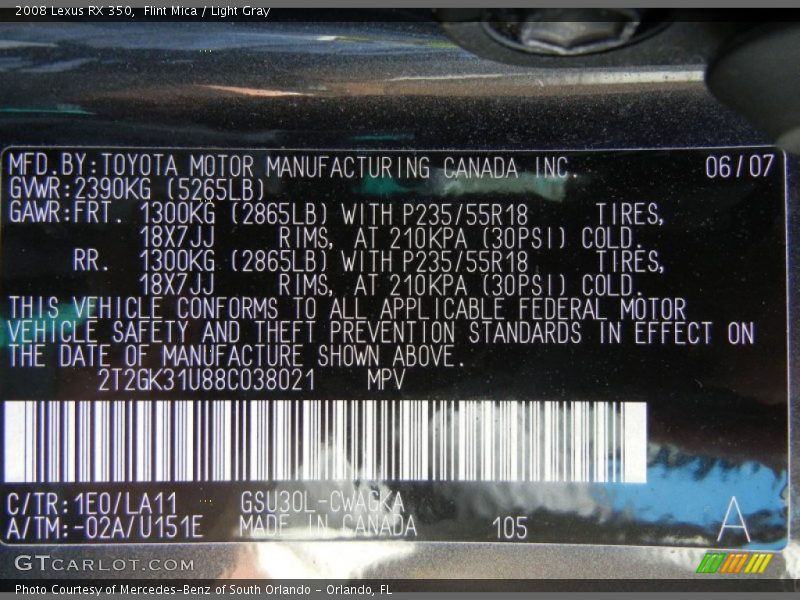 2008 Lexus RX 350,  Flint Mica / Light Gray
MFD.BY:TOYOTA MOTOR MANUFACTURING CANADA INC. 06/07
GVWR:2390KG (5265LB)
GAWR:FRT. 1300KG (2865LB) WITH P235/55R18 TIRES,
18X7JJ RIMS, AT 210KPA (30PSI) COLD.
RR. 1300KG (2865LB) WITH P235/55R18 TIRES,
18X7JJ RIMS, AT 210KPA (30PSI) COLD.
THIS VEHICLE CONFORMS TO ALL APPLICABLE FEDERAL MOTOR
VEHICLE SAFETY AND THEFT PREVENTION STANDARDS IN EFFECT ON
THE DATE OF MANUFACTURE SHOWN ABOVE.
2T2GK31U88C038021 MPV
C/TR:1E0/LA11 GSU30L-CWAGKA
A/TM:-02A/U151E MADE IN CANADA 105 A
GTCARLOT.COM
Photo Courtesy of Mercedes-Benz of South Orlando - Orlando, FL